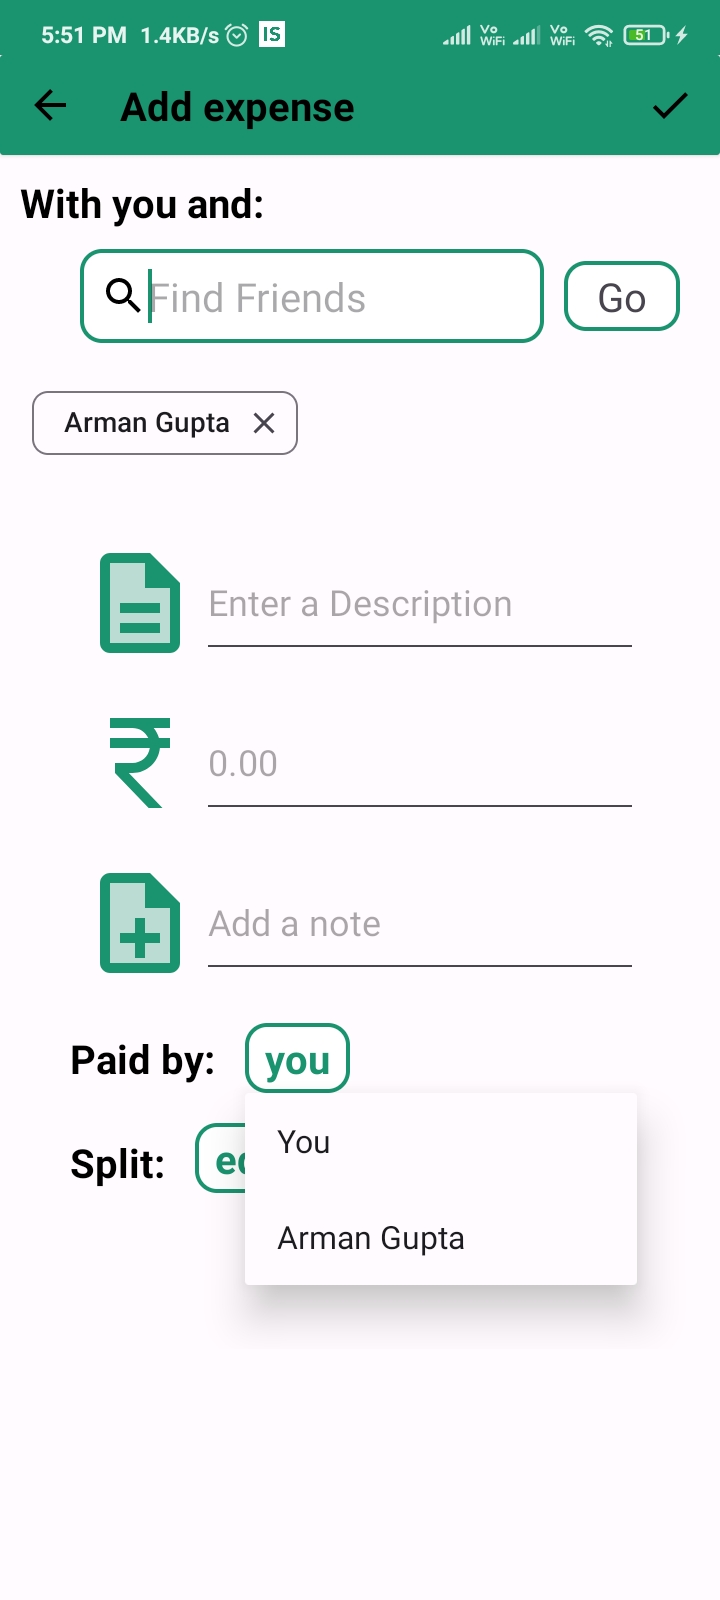 5:51 PM 1.4KB/s IS Vo WiFi Vo WiFi 51
Add expense
With you and:
Find Friends Go
Arman Gupta
Enter a Description
₹ 0.00
Add a note
Paid by: you
You
Split:
Arman Gupta